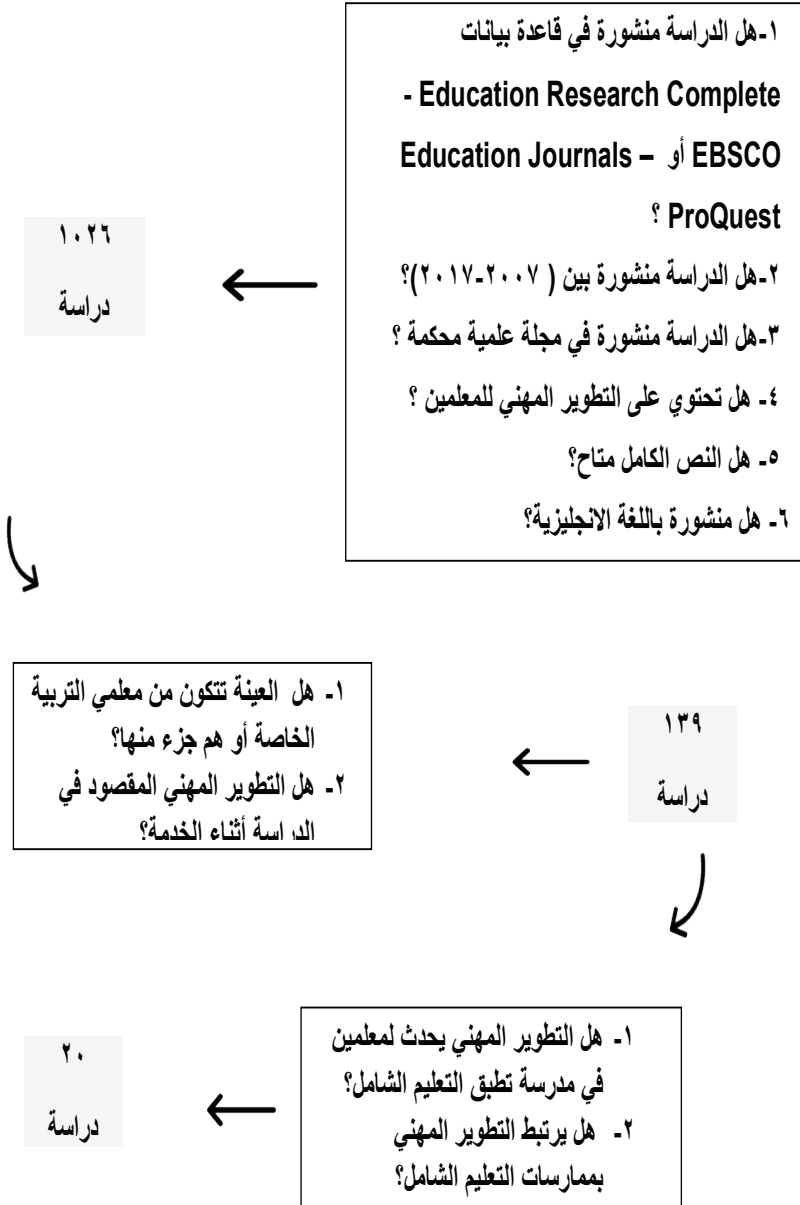 ١-هل الدراسة منشورة في قاعدة بيانات
Education Research Complete -
EBSCO أو – Education Journals
ProQuest ؟
٢-هل الدراسة منشورة بين ( ٢٠٠٧-٢٠١٧)؟
٣-هل الدراسة منشورة في مجلة علمية محكمة ؟
٤- هل تحتوي على التطوير المهني للمعلمين ؟
٥- هل النص الكامل متاح؟
٦- هل منشورة باللغة الانجليزية؟
١٠٢٦
دراسة
١- هل العينة تتكون من معلمي التربية
الخاصة أو هم جزء منها؟
٢- هل التطوير المهني المقصود في
الدراسة أثناء الخدمة؟
١٣٩
دراسة
١- هل التطوير المهني يحدث لمعلمين
في مدرسة تطبق التعليم الشامل؟
٢- هل يرتبط التطوير المهني
بممارسات التعليم الشامل؟
٢٠
دراسة